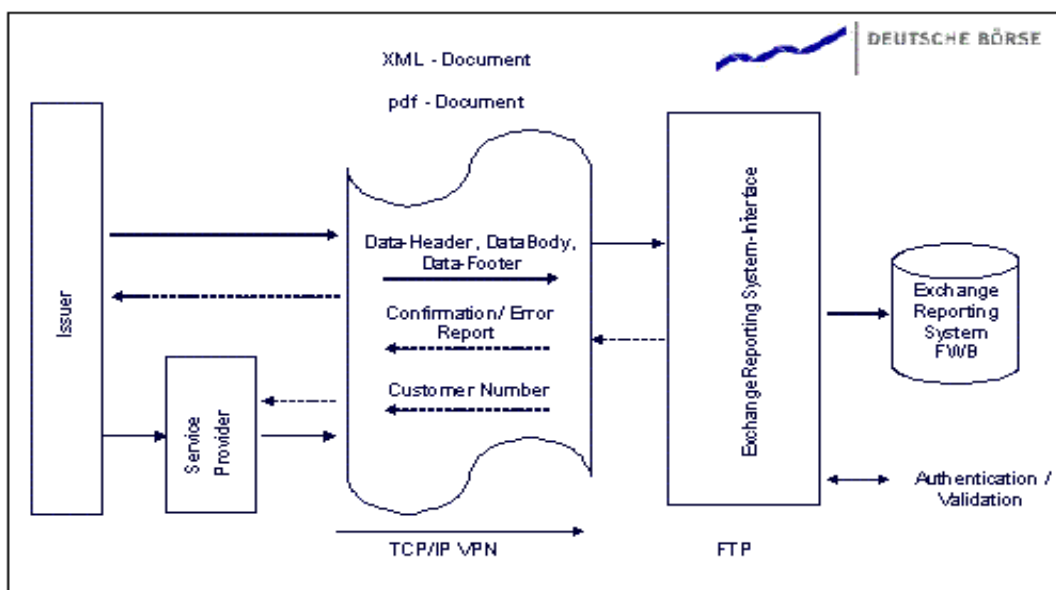 DEUTSCHE BÖRSE
XML - Document
pdf - Document
Issuer
Service
Provider
Data-Header, DataBody,
Data-Footer
Confirmation / Error
Report
Customer Number
Exchange Reporting System-Interface
Exchange
Reporting
System
FWB
Authentication /
Validation
TCP/IP VPN
FTP